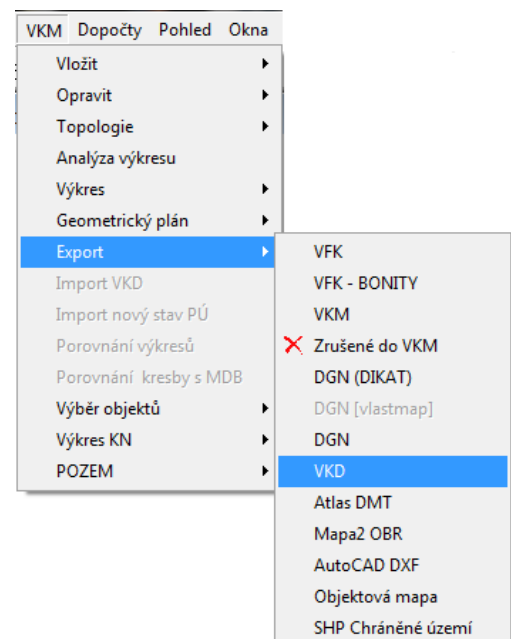 VKM Dopočty Pohled Okna
Vložit
Opravit
Topologie
Analýza výkresu
Výkres
Geometrický plán
Export
Import VKD
Import nový stav PÚ
Porovnání výkresů
Porovnání kresby s MDB
Výběr objektů
Výkres KN
POZEM
VFK
VFK - BONITY
VKM
Zrušené do VKM
DGN (DIKAT)
DGN [vlastmap]
DGN
VKD
Atlas DMT
Mapa2 OBR
AutoCAD DXF
Objektová mapa
SHP Chráněné území